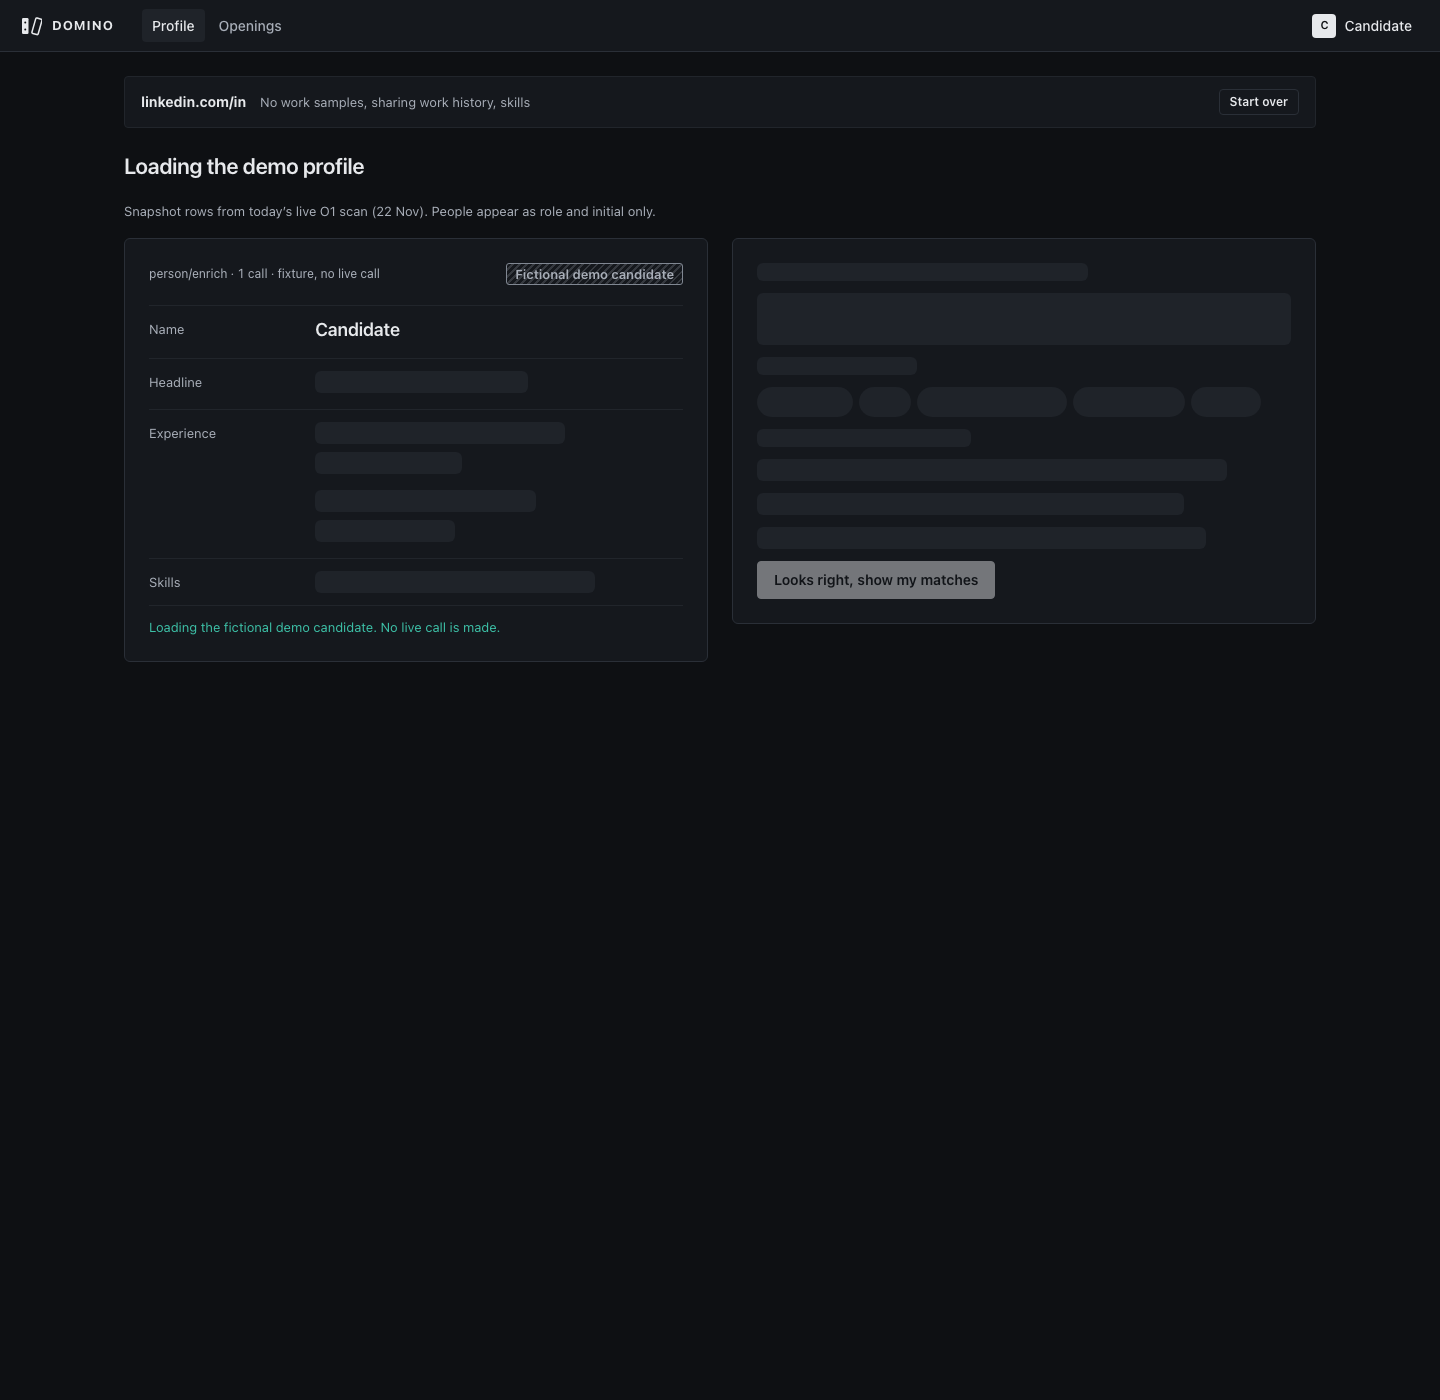 DOMINO Profile Openings C Candidate
linkedin.com/in No work samples, sharing work history, skills Start over
Loading the demo profile
Snapshot rows from today's live O1 scan (22 Nov). People appear as role and initial only.
person/enrich · 1 call · fixture, no live call Fictional demo candidate
Name Candidate
Headline
Experience
Skills
Loading the fictional demo candidate. No live call is made.
Looks right, show my matches